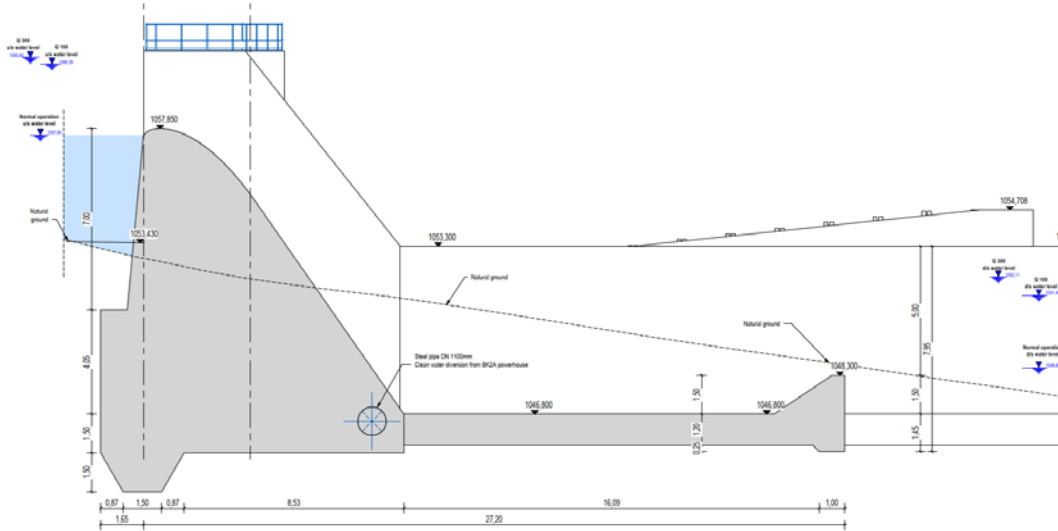 Q 300
u/s water level
Q 100
u/s water level
Normal operation
u/s water level
1057,850
7,00
Natural
ground
1053,430
1053,300
1054,708
Natural ground
Natural ground
Q 300
d/s water level
Q 100
d/s water level
Normal operation
d/s water level
5,00
7,95
Steel pipe DN 1100mm
Clean water diversion from BK2A powerhouse
4,05
1048,300
1,50
1,50
1046,800
1046,800
1,50
0,25
1,20
1,45
1,50
0,87
1,50
0,87
8,53
16,09
1,00
1,65
27,20